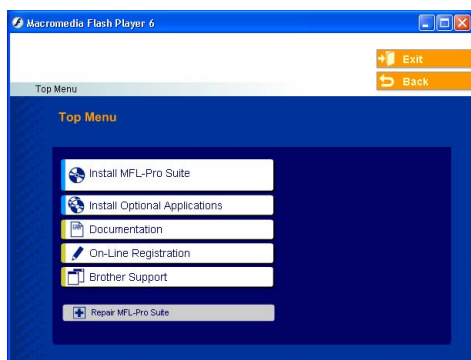 Macromedia Flash Player 6
Exit
Back
Top Menu
Top Menu
Install MFL-Pro Suite
Install Optional Applications
Documentation
On-Line Registration
Brother Support
Repair MFL-Pro Suite